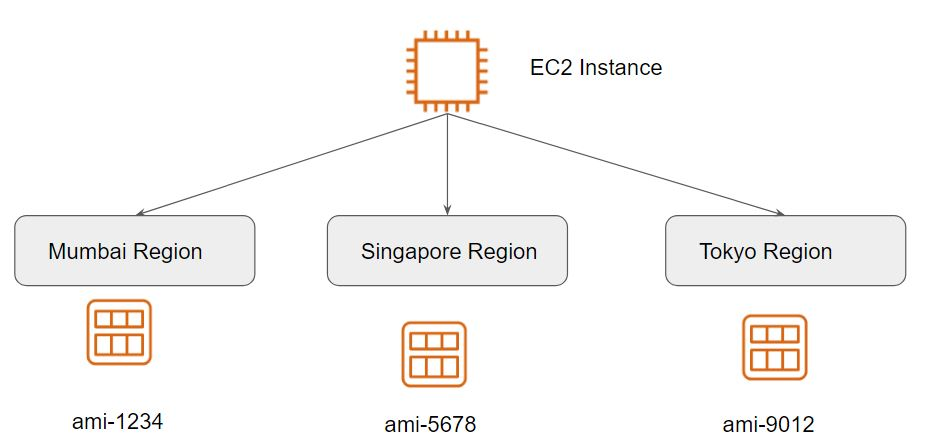 EC2 Instance
Mumbai Region
Singapore Region
Tokyo Region
ami-1234
ami-5678
ami-9012